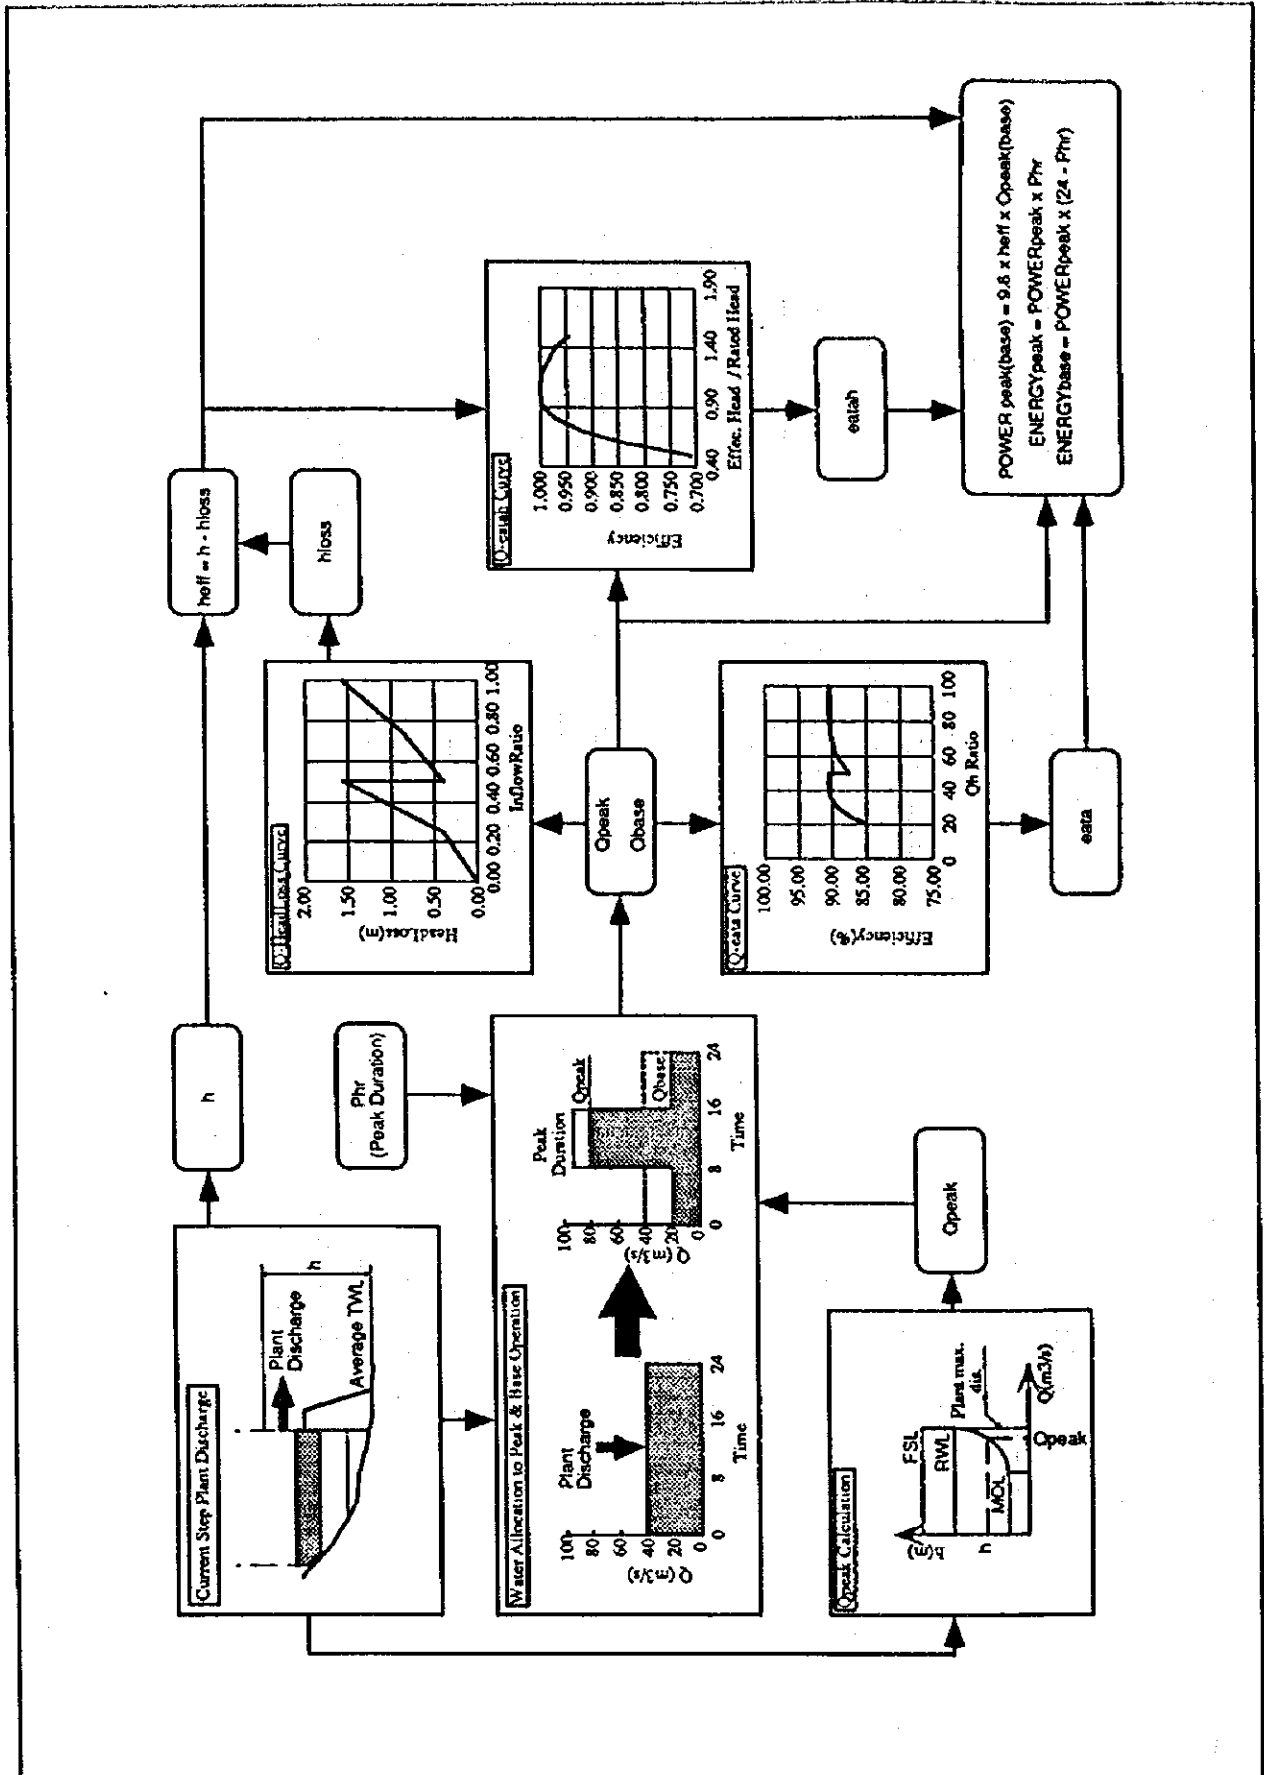 Current Step Plant Discharge
Plant
Discharge
h
Average TWL
h
heff = h - hloss
hloss
Phr
(Peak Duration)
Q-HeadLoss Curve
2.00
1.50
1.00
0.50
0.00
HeadLoss(m)
0.00 0.20 0.40 0.60 0.80 1.00
InflowRatio
Q-eatah Curve
1.000
0.950
0.900
0.850
0.800
0.750
0.700
Efficiency
0.40 0.90 1.40 1.90
Effec. Head / Rated Head
Water Allocation to Peak & Base Operation
Plant
Discharge
100
80
60
40
20
0
Q (m3/s)
0 8 16 24
Time
Peak
Duration
Qpeak
Qbase
100
80
60
40
20
0
Q (m3/s)
0 8 16 24
Time
Qpeak
Qbase
Q-eata Curve
100.00
95.00
90.00
85.00
80.00
75.00
Efficiency(%)
0 20 40 60 80 100
Qh Ratio
eatah
eata
Qpeak Calculation
h(m)
FSL
RWL
h
MOL
Plant max.
dis.
Q(m3/s)
Qpeak
Qpeak
POWER peak(base) = 9.8 x heff x Qpeak(base)
ENERGYpeak = POWERpeak x Phr
ENERGYbase = POWERpeak x (24 - Phr)